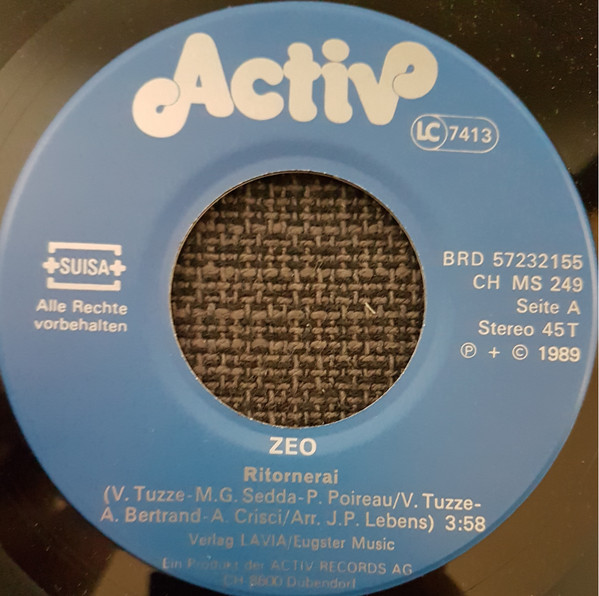 Activ
LC 7413
SUISA
Alle Rechte
vorbehalten
BRD 57232155
CH MS 249
Seite A
Stereo 45T
Ⓟ + © 1989
ZEO
Ritornerai
(V. Tuzze-M.G. Sedda-P. Poireau/V. Tuzze-
A. Bertrand-A. Crisci/Arr. J.P. Lebens) 3:58
Verlag LAVIA/Eugster Music
Ein Produkt der ACTIV RECORDS AG
CH 8600 Dübendorf